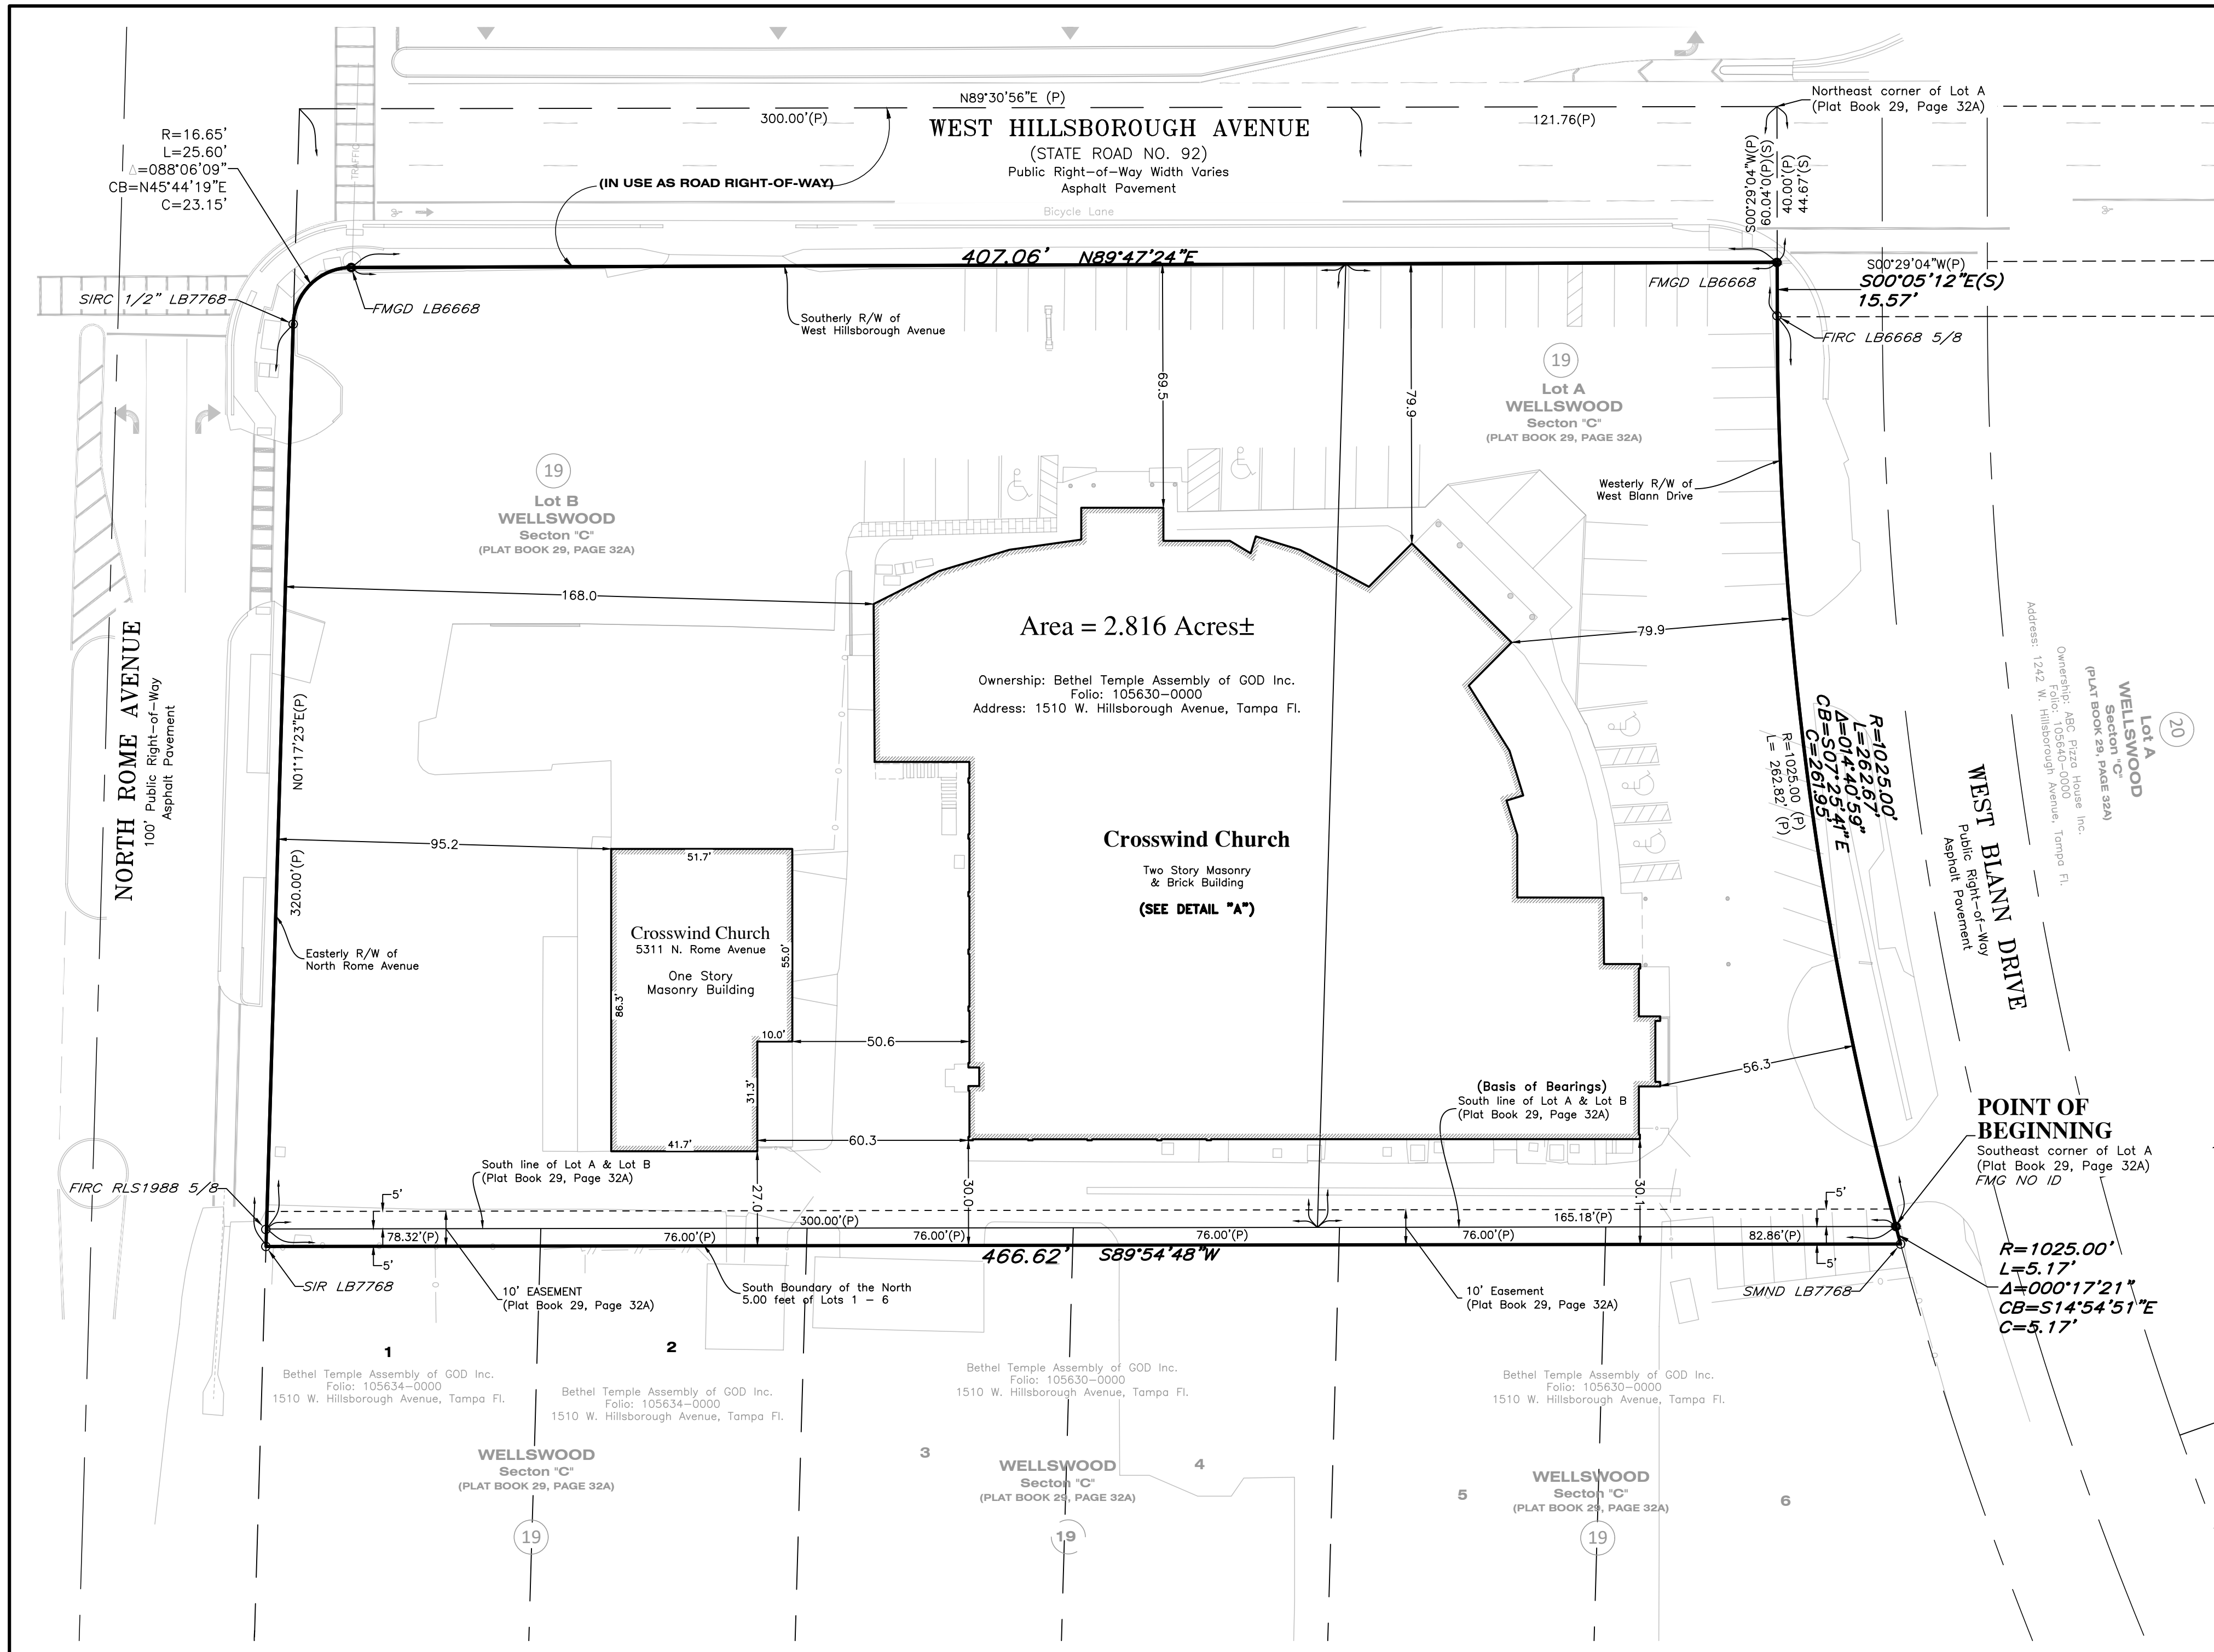 N89°30'56"E (P)
300.00'(P)
WEST HILLSBOROUGH AVENUE
(STATE ROAD NO. 92)
Public Right-of-Way Width Varies
Asphalt Pavement
Bicycle Lane
(IN USE AS ROAD RIGHT-OF-WAY)
TRAFFIC
121.76(P)
Northeast corner of Lot A
(Plat Book 29, Page 32A)
S00°29'04"W(P)
60.04'0(P)(S)
40.00'(P)
44.67'(S)
R=16.65'
L=25.60'
Δ=088°06'09"
CB=N45°44'19"E
C=23.15'
SIRC 1/2" LB7768
FMGD LB6668
407.06' N89°47'24"E
Southerly R/W of
West Hillsborough Avenue
FMGD LB6668
S00°29'04"W(P)
S00°05'12"E(S)
15.57'
FIRC LB6668 5/8
69.5
79.9
19
Lot A
WELLSWOOD
Secton "C"
(PLAT BOOK 29, PAGE 32A)
19
Lot B
WELLSWOOD
Secton "C"
(PLAT BOOK 29, PAGE 32A)
Westerly R/W of
West Blann Drive
168.0
79.9
Area = 2.816 Acres±
Ownership: Bethel Temple Assembly of GOD Inc.
Folio: 105630-0000
Address: 1510 W. Hillsborough Avenue, Tampa Fl.
NORTH ROME AVENUE
100' Public Right-of-Way
Asphalt Pavement
N01°17'23"E(P)
320.00'(P)
Easterly R/W of
North Rome Avenue
95.2
51.7'
Crosswind Church
5311 N. Rome Avenue
One Story
Masonry Building
55.0'
86.3'
10.0'
31.3'
41.7'
50.6
60.3
Crosswind Church
Two Story Masonry
& Brick Building
(SEE DETAIL "A")
R=1025.00'
L=262.67'
Δ=014°40'59"
CB=S07°25'41"E
C=261.95'
R=1025.00 (P)
L= 262.82' (P)
20
Lot A
WELLSWOOD
Secton "C"
(PLAT BOOK 29, PAGE 32A)
Ownership: ABC Pizza House Inc.
Folio: 105640-0000
Address: 1242 W. Hillsborough Avenue, Tampa Fl.
WEST BLANN DRIVE
Public Right-of-Way
Asphalt Pavement
56.3
(Basis of Bearings)
South line of Lot A & Lot B
(Plat Book 29, Page 32A)
POINT OF
BEGINNING
Southeast corner of Lot A
(Plat Book 29, Page 32A)
FMG NO ID
FIRC RLS1988 5/8
South line of Lot A & Lot B
(Plat Book 29, Page 32A)
27.0
30.0
30.1
5'
5'
300.00'(P)
165.18'(P)
78.32'(P)
76.00'(P)
76.00'(P)
76.00'(P)
76.00'(P)
82.86'(P)
5'
5'
466.62' S89°54'48"W
SIR LB7768
10' EASEMENT
(Plat Book 29, Page 32A)
South Boundary of the North
5.00 feet of Lots 1 - 6
10' Easement
(Plat Book 29, Page 32A)
SMND LB7768
R=1025.00'
L=5.17'
Δ=000°17'21"
CB=S14°54'51"E
C=5.17'
1
Bethel Temple Assembly of GOD Inc.
Folio: 105634-0000
1510 W. Hillsborough Avenue, Tampa Fl.
2
Bethel Temple Assembly of GOD Inc.
Folio: 105634-0000
1510 W. Hillsborough Avenue, Tampa Fl.
Bethel Temple Assembly of GOD Inc.
Folio: 105630-0000
1510 W. Hillsborough Avenue, Tampa Fl.
Bethel Temple Assembly of GOD Inc.
Folio: 105630-0000
1510 W. Hillsborough Avenue, Tampa Fl.
WELLSWOOD
Secton "C"
(PLAT BOOK 29, PAGE 32A)
19
3
WELLSWOOD
Secton "C"
(PLAT BOOK 29, PAGE 32A)
19
4
5
WELLSWOOD
Secton "C"
(PLAT BOOK 29, PAGE 32A)
19
6